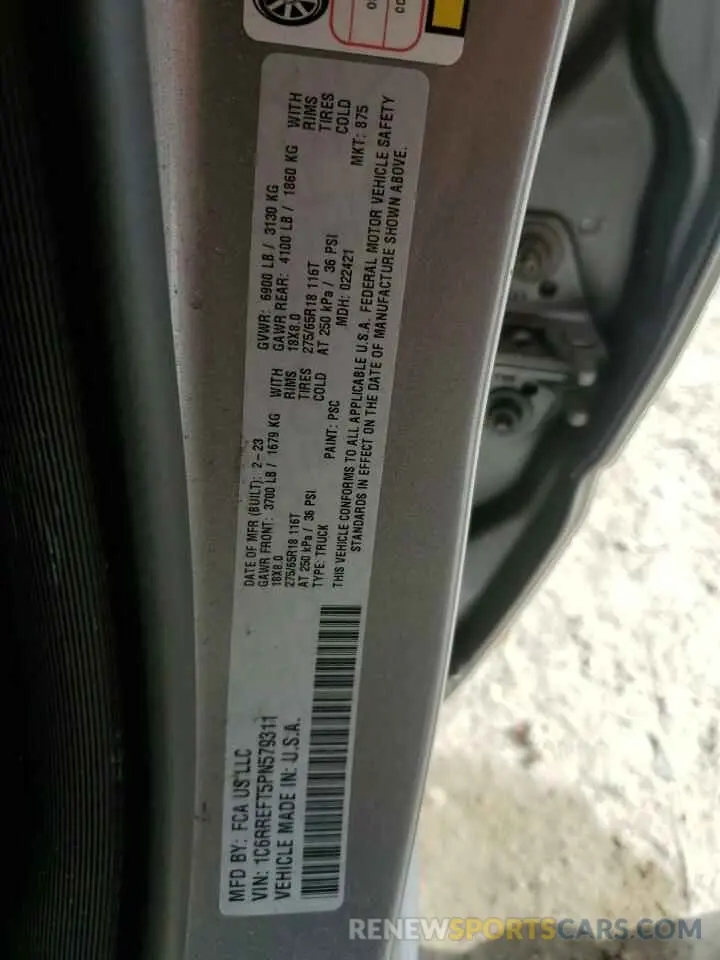 MFD BY: FCA US LLC
VIN: 1C6RREFT5PN579311
VEHICLE MADE IN: U.S.A.
DATE OF MFR (BUILT): 2-23
GAWR FRONT: 3700 LB / 1679 KG WITH
18X8.0 RIMS
275/65R18 116T TIRES
AT 250 kPa / 36 PSI COLD
TYPE: TRUCK
GVWR: 6900 LB / 3130 KG
GAWR REAR: 4100 LB / 1860 KG WITH
18X8.0 RIMS
275/65R18 116T TIRES
AT 250 kPa / 36 PSI COLD
PAINT: PSC MDH: 022421 MKT: 875
THIS VEHICLE CONFORMS TO ALL APPLICABLE U.S.A. FEDERAL MOTOR VEHICLE SAFETY
STANDARDS IN EFFECT ON THE DATE OF MANUFACTURE SHOWN ABOVE.
RENEWSPORTSCARS.COM